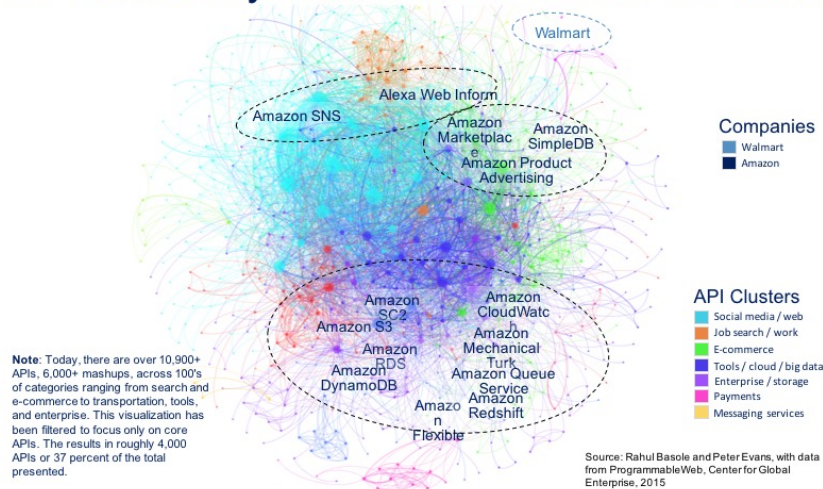 Walmart
Alexa Web Inform
Amazon SNS
Amazon
Marketplac
e
Amazon
SimpleDB
Amazon Product
Advertising
Companies
Walmart
Amazon
Amazon
SC2
Amazon S3
Amazon
RDS
Amazon
DynamoDB
Amazon
CloudWatc
h
Amazon
Mechanical
Turk
Amazon Queue
Service
Amazon
Redshift
Amazo
n
Flexible
API Clusters
Social media / web
Job search / work
E-commerce
Tools / cloud / big data
Enterprise / storage
Payments
Messaging services
Note: Today, there are over 10,900+
APIs, 6,000+ mashups, across 100's
of categories ranging from search and
e-commerce to transportation, tools,
and enterprise. This visualization has
been filtered to focus only on core
APIs. The results in roughly 4,000
APIs or 37 percent of the total
presented.
Source: Rahul Basole and Peter Evans, with data
from ProgrammableWeb, Center for Global
Enterprise, 2015